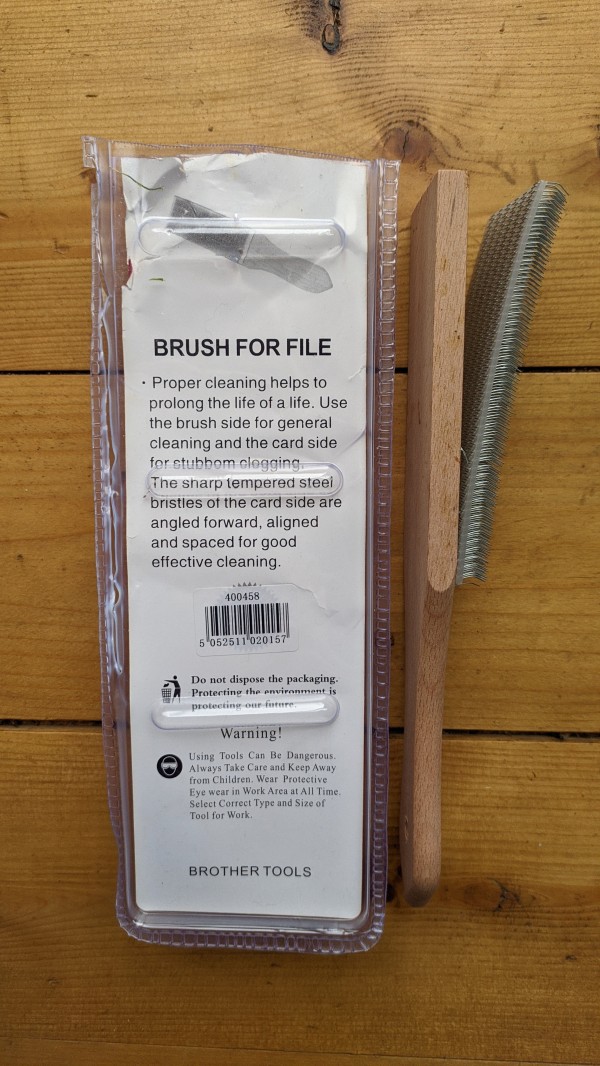 BRUSH FOR FILE
· Proper cleaning helps to
prolong the life of a life. Use
the brush side for general
cleaning and the card side
for stubbom clogging.
The sharp tempered steel
bristles of the card side are
angled forward, aligned
and spaced for good
effective cleaning.
400458
5 052511 020157
Do not dispose the packaging.
Protecting the environment is
protecting our future.
Warning!
Using Tools Can Be Dangerous.
Always Take Care and Keep Away
from Children. Wear Protective
Eye wear in Work Area at All Time.
Select Correct Type and Size of
Tool for Work.
BROTHER TOOLS